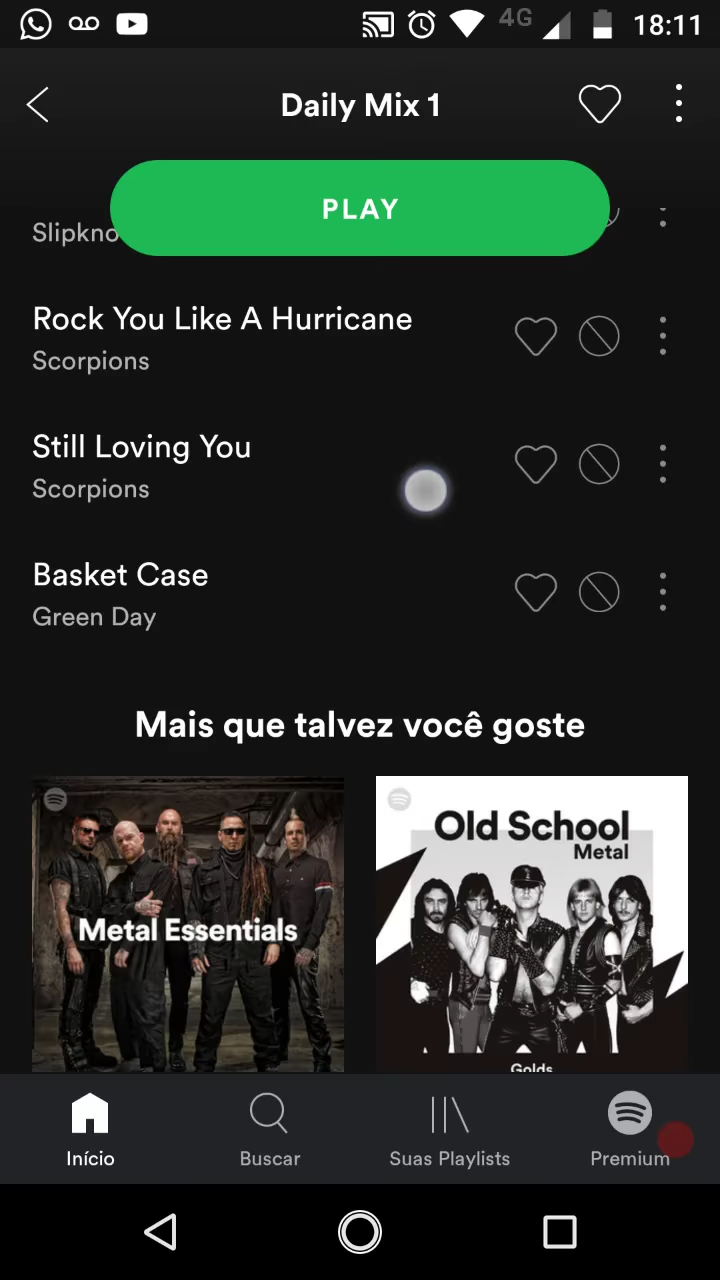 4G 18:11
Daily Mix 1
PLAY
Slipkno
Rock You Like A Hurricane
Scorpions
Still Loving You
Scorpions
Basket Case
Green Day
Mais que talvez você goste
Metal Essentials
Old School
Metal
Golds
Início
Buscar
Suas Playlists
Premium